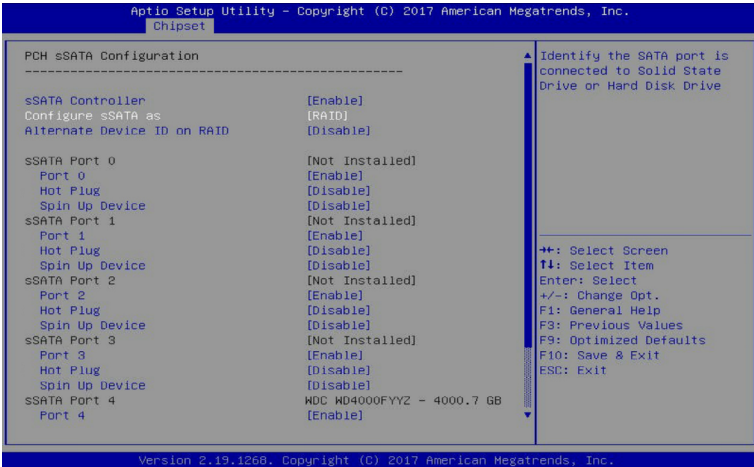 Aptio Setup Utility – Copyright (C) 2017 American Megatrends, Inc.
Chipset
PCH sSATA Configuration
--------------------------------------------------
sSATA Controller [Enable]
Configure sSATA as [RAID]
Alternate Device ID on RAID [Disable]
sSATA Port 0 [Not Installed]
Port 0 [Enable]
Hot Plug [Disable]
Spin Up Device [Disable]
sSATA Port 1 [Not Installed]
Port 1 [Enable]
Hot Plug [Disable]
Spin Up Device [Disable]
sSATA Port 2 [Not Installed]
Port 2 [Enable]
Hot Plug [Disable]
Spin Up Device [Disable]
sSATA Port 3 [Not Installed]
Port 3 [Enable]
Hot Plug [Disable]
Spin Up Device [Disable]
sSATA Port 4 WDC WD4000FYYZ - 4000.7 GB
Port 4 [Enable]
Identify the SATA port is
connected to Solid State
Drive or Hard Disk Drive
→←: Select Screen
↑↓: Select Item
Enter: Select
+/-: Change Opt.
F1: General Help
F3: Previous Values
F9: Optimized Defaults
F10: Save & Exit
ESC: Exit
Version 2.19.1268. Copyright (C) 2017 American Megatrends, Inc.